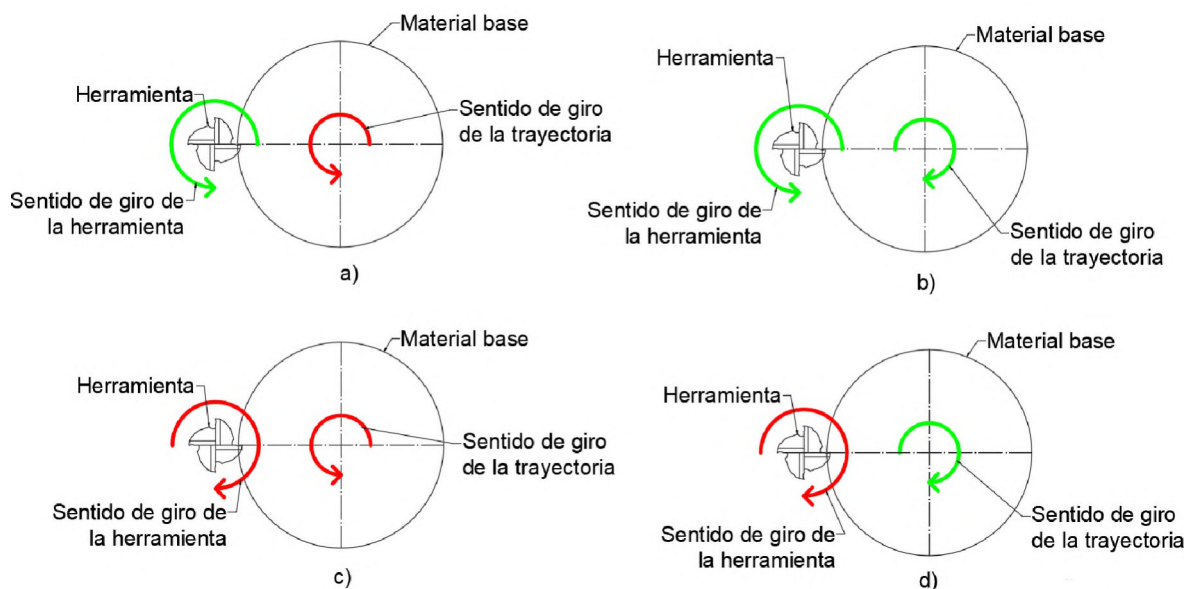 Material base
Herramienta
Sentido de giro
de la trayectoria
Sentido de giro de
la herramienta
a)
Material base
Herramienta
Sentido de giro de
la herramienta
Sentido de giro
de la trayectoria
b)
Material base
Herramienta
Sentido de giro
de la trayectoria
Sentido de giro de
la herramienta
c)
Material base
Herramienta
Sentido de giro
de la trayectoria
Sentido de giro de
la herramienta
d)